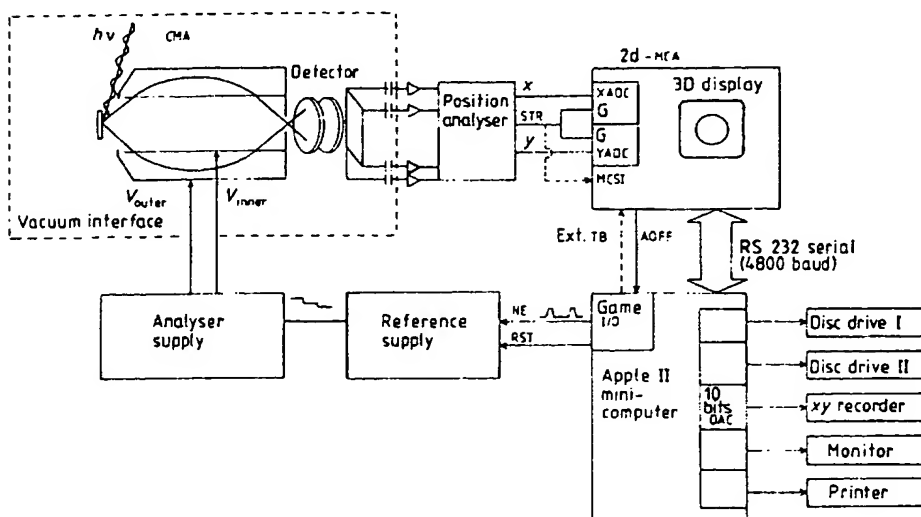 hν
CMA
Detector
V outer
V inner
Vacuum interface
x
STR
y
Position
analyser
2d-MCA
XADC
G
G
YADC
MCSI
3D display
Ext. TB
AOFF
RS 232 serial
(4800 baud)
Analyser
supply
Reference
supply
NE
RST
Game
I/O
Apple II
mini-
computer
10
bits
DAC
Disc drive I
Disc drive II
xy recorder
Monitor
Printer